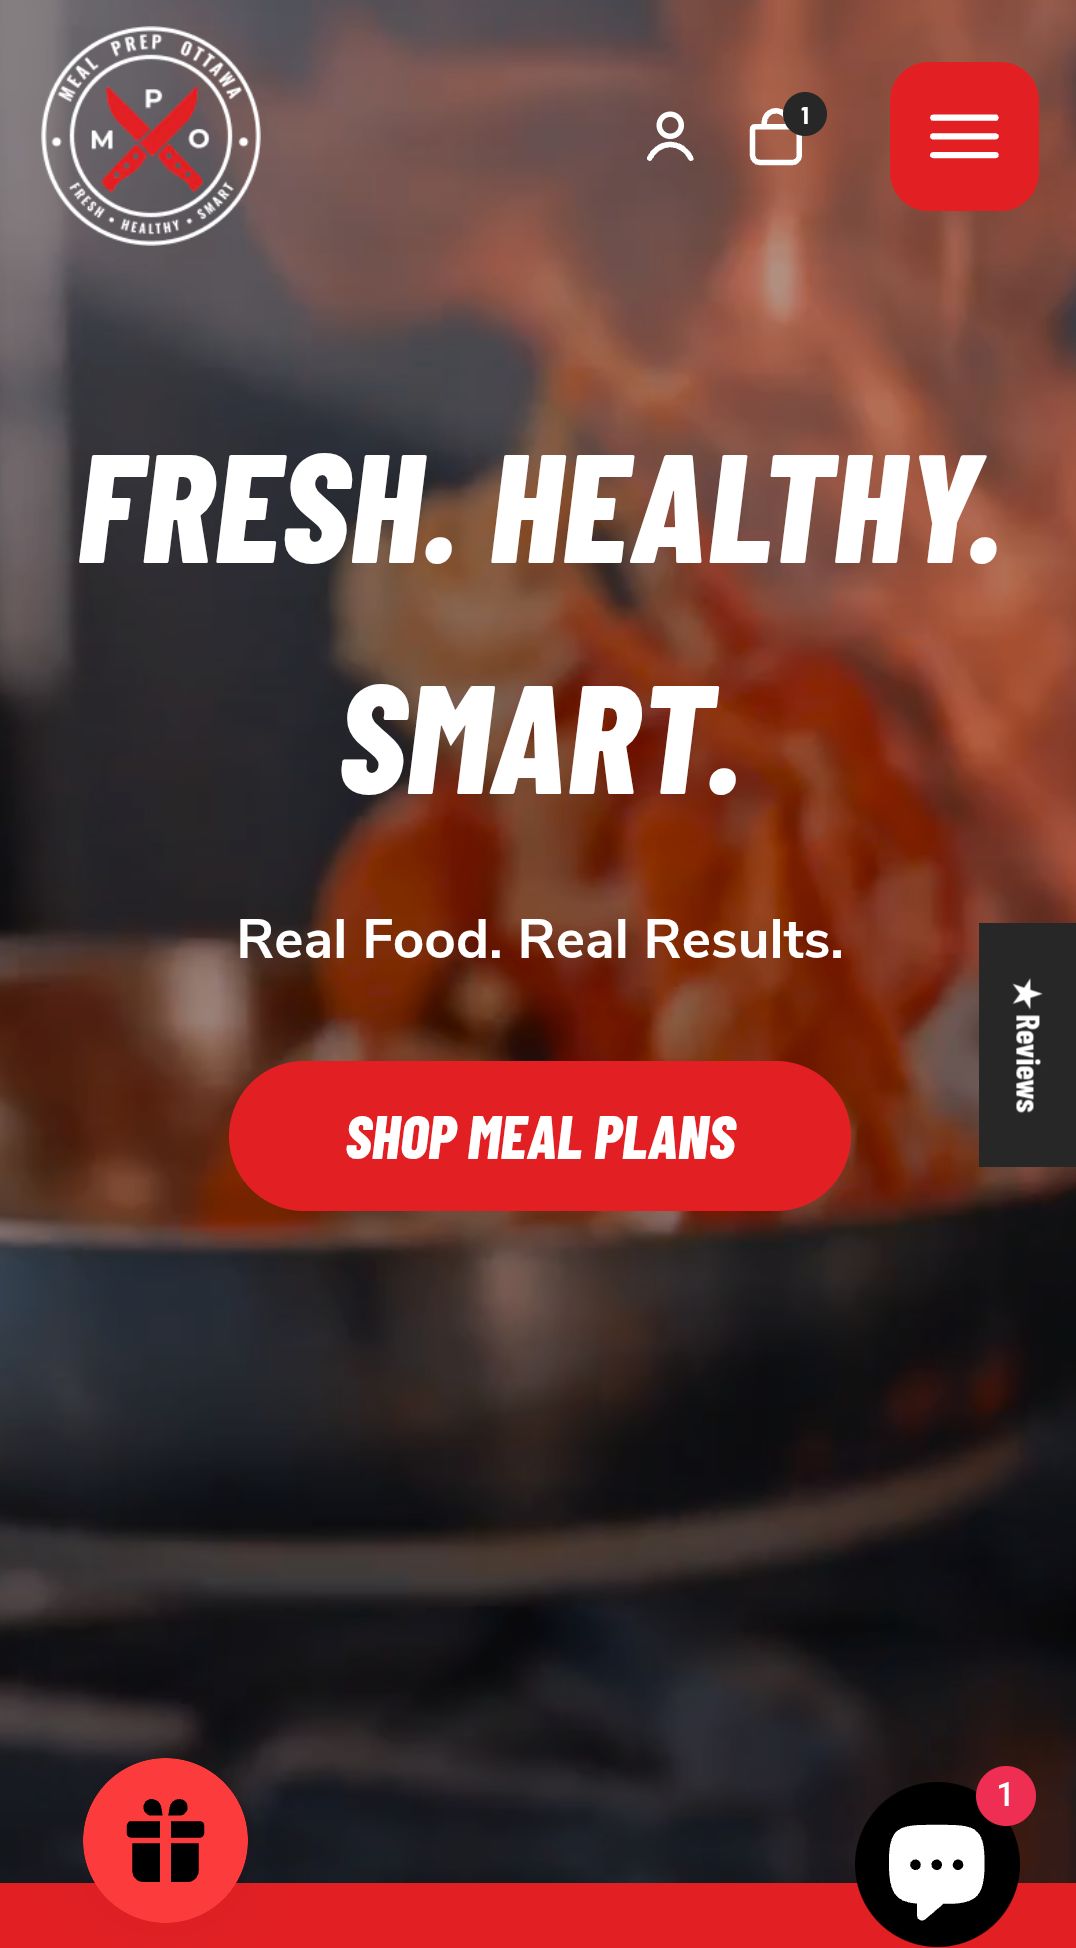 MEAL PREP OTTAWA
P
M O
FRESH • HEALTHY • SMART
1
FRESH. HEALTHY.
SMART.
Real Food. Real Results.
★ Reviews
SHOP MEAL PLANS
1